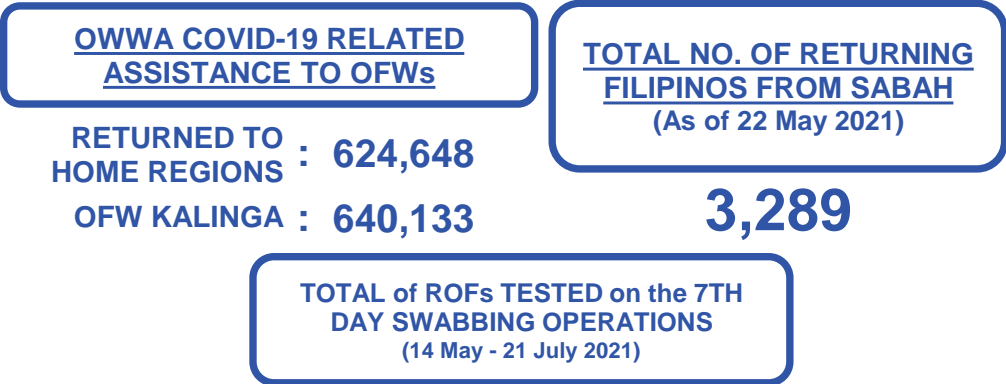 OWWA COVID-19 RELATED
ASSISTANCE TO OFWs
RETURNED TO
HOME REGIONS : 624,648
OFW KALINGA : 640,133
TOTAL NO. OF RETURNING
FILIPINOS FROM SABAH
(As of 22 May 2021)
3,289
TOTAL of ROFs TESTED on the 7TH
DAY SWABBING OPERATIONS
(14 May - 21 July 2021)